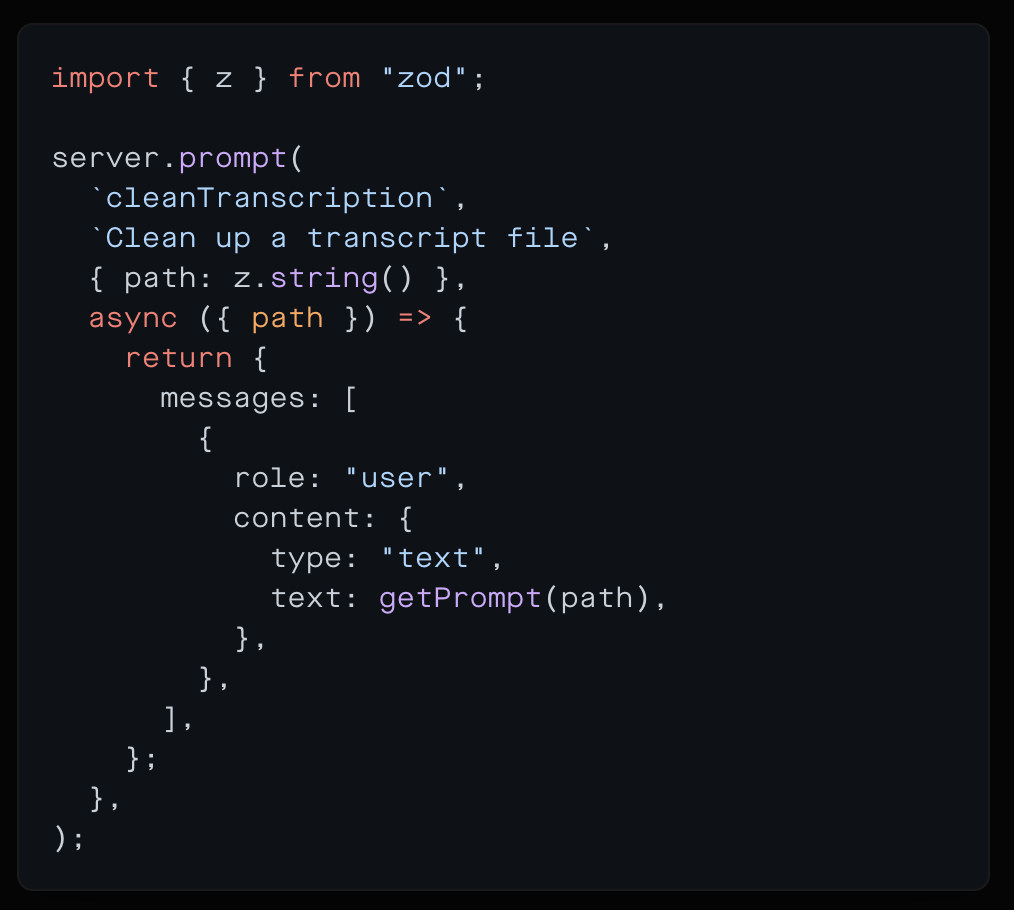 import { z } from "zod";

server.prompt(
  `cleanTranscription`,
  `Clean up a transcript file`,
  { path: z.string() },
  async ({ path }) => {
    return {
      messages: [
        {
          role: "user",
          content: {
            type: "text",
            text: getPrompt(path),
          },
        },
      ],
    };
  },
);